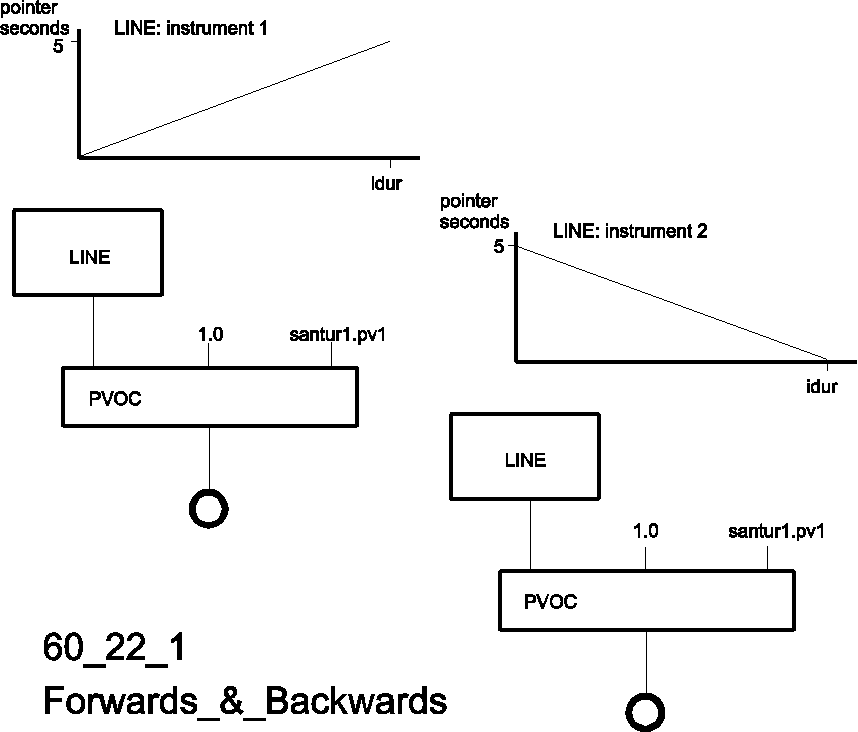 pointer
seconds
LINE: instrument 1
5
idur
LINE
1.0
santur1.pv1
PVOC
pointer
seconds
LINE: instrument 2
5
idur
LINE
1.0
santur1.pv1
PVOC
60_22_1
Forwards_&_Backwards